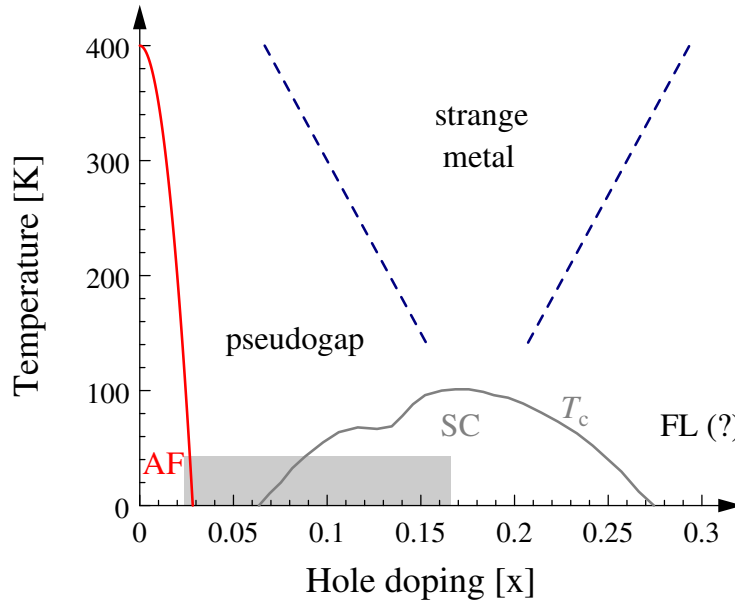 400
300
200
100
0
Temperature [K]
strange
metal
pseudogap
AF
SC
T_c
FL (?)
0
0.05
0.1
0.15
0.2
0.25
0.3
Hole doping [x]